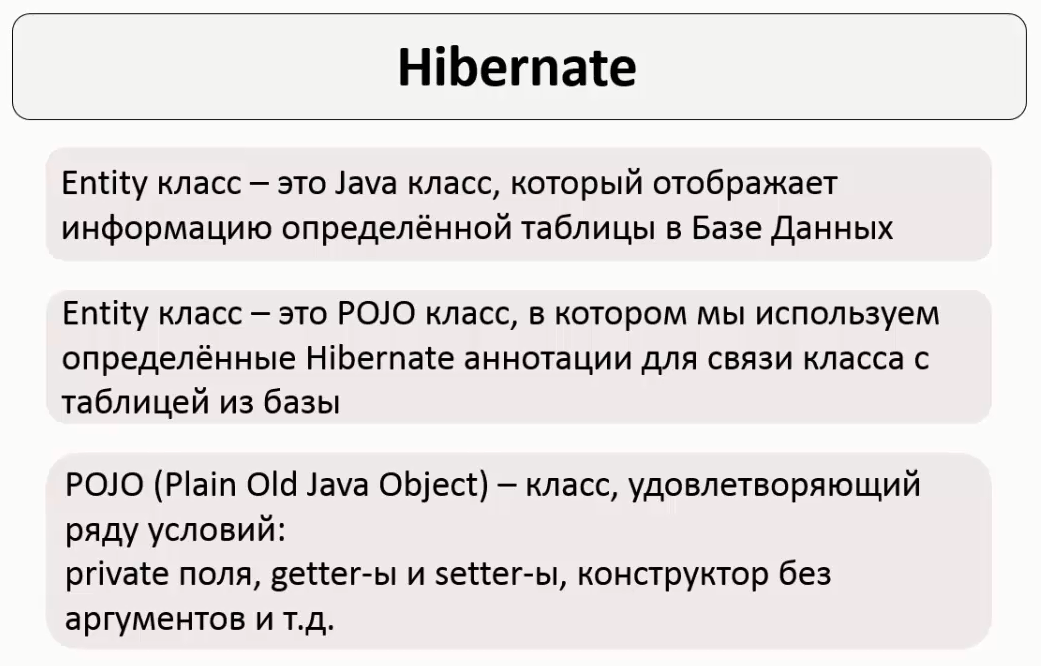 Hibernate
Entity класс – это Java класс, который отображает
информацию определённой таблицы в Базе Данных
Entity класс – это POJO класс, в котором мы используем
определённые Hibernate аннотации для связи класса с
таблицей из базы
POJO (Plain Old Java Object) – класс, удовлетворяющий
ряду условий:
private поля, getter-ы и setter-ы, конструктор без
аргументов и т.д.